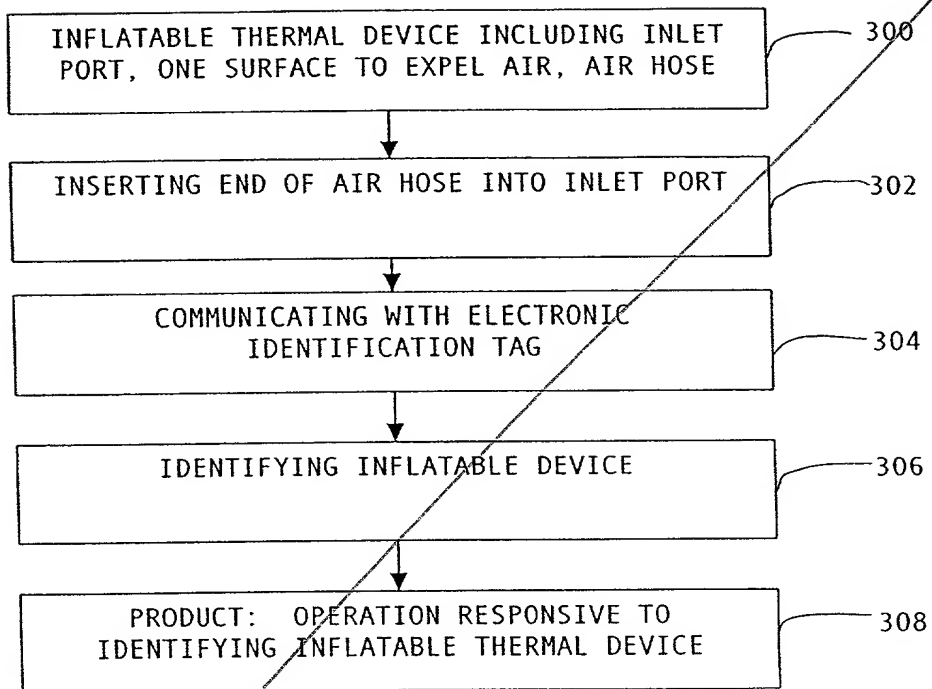 INFLATABLE THERMAL DEVICE INCLUDING INLET
PORT, ONE SURFACE TO EXPEL AIR, AIR HOSE
300
INSERTING END OF AIR HOSE INTO INLET PORT
302
COMMUNICATING WITH ELECTRONIC
IDENTIFICATION TAG
304
IDENTIFYING INFLATABLE DEVICE
306
PRODUCT: OPERATION RESPONSIVE TO
IDENTIFYING INFLATABLE THERMAL DEVICE
308